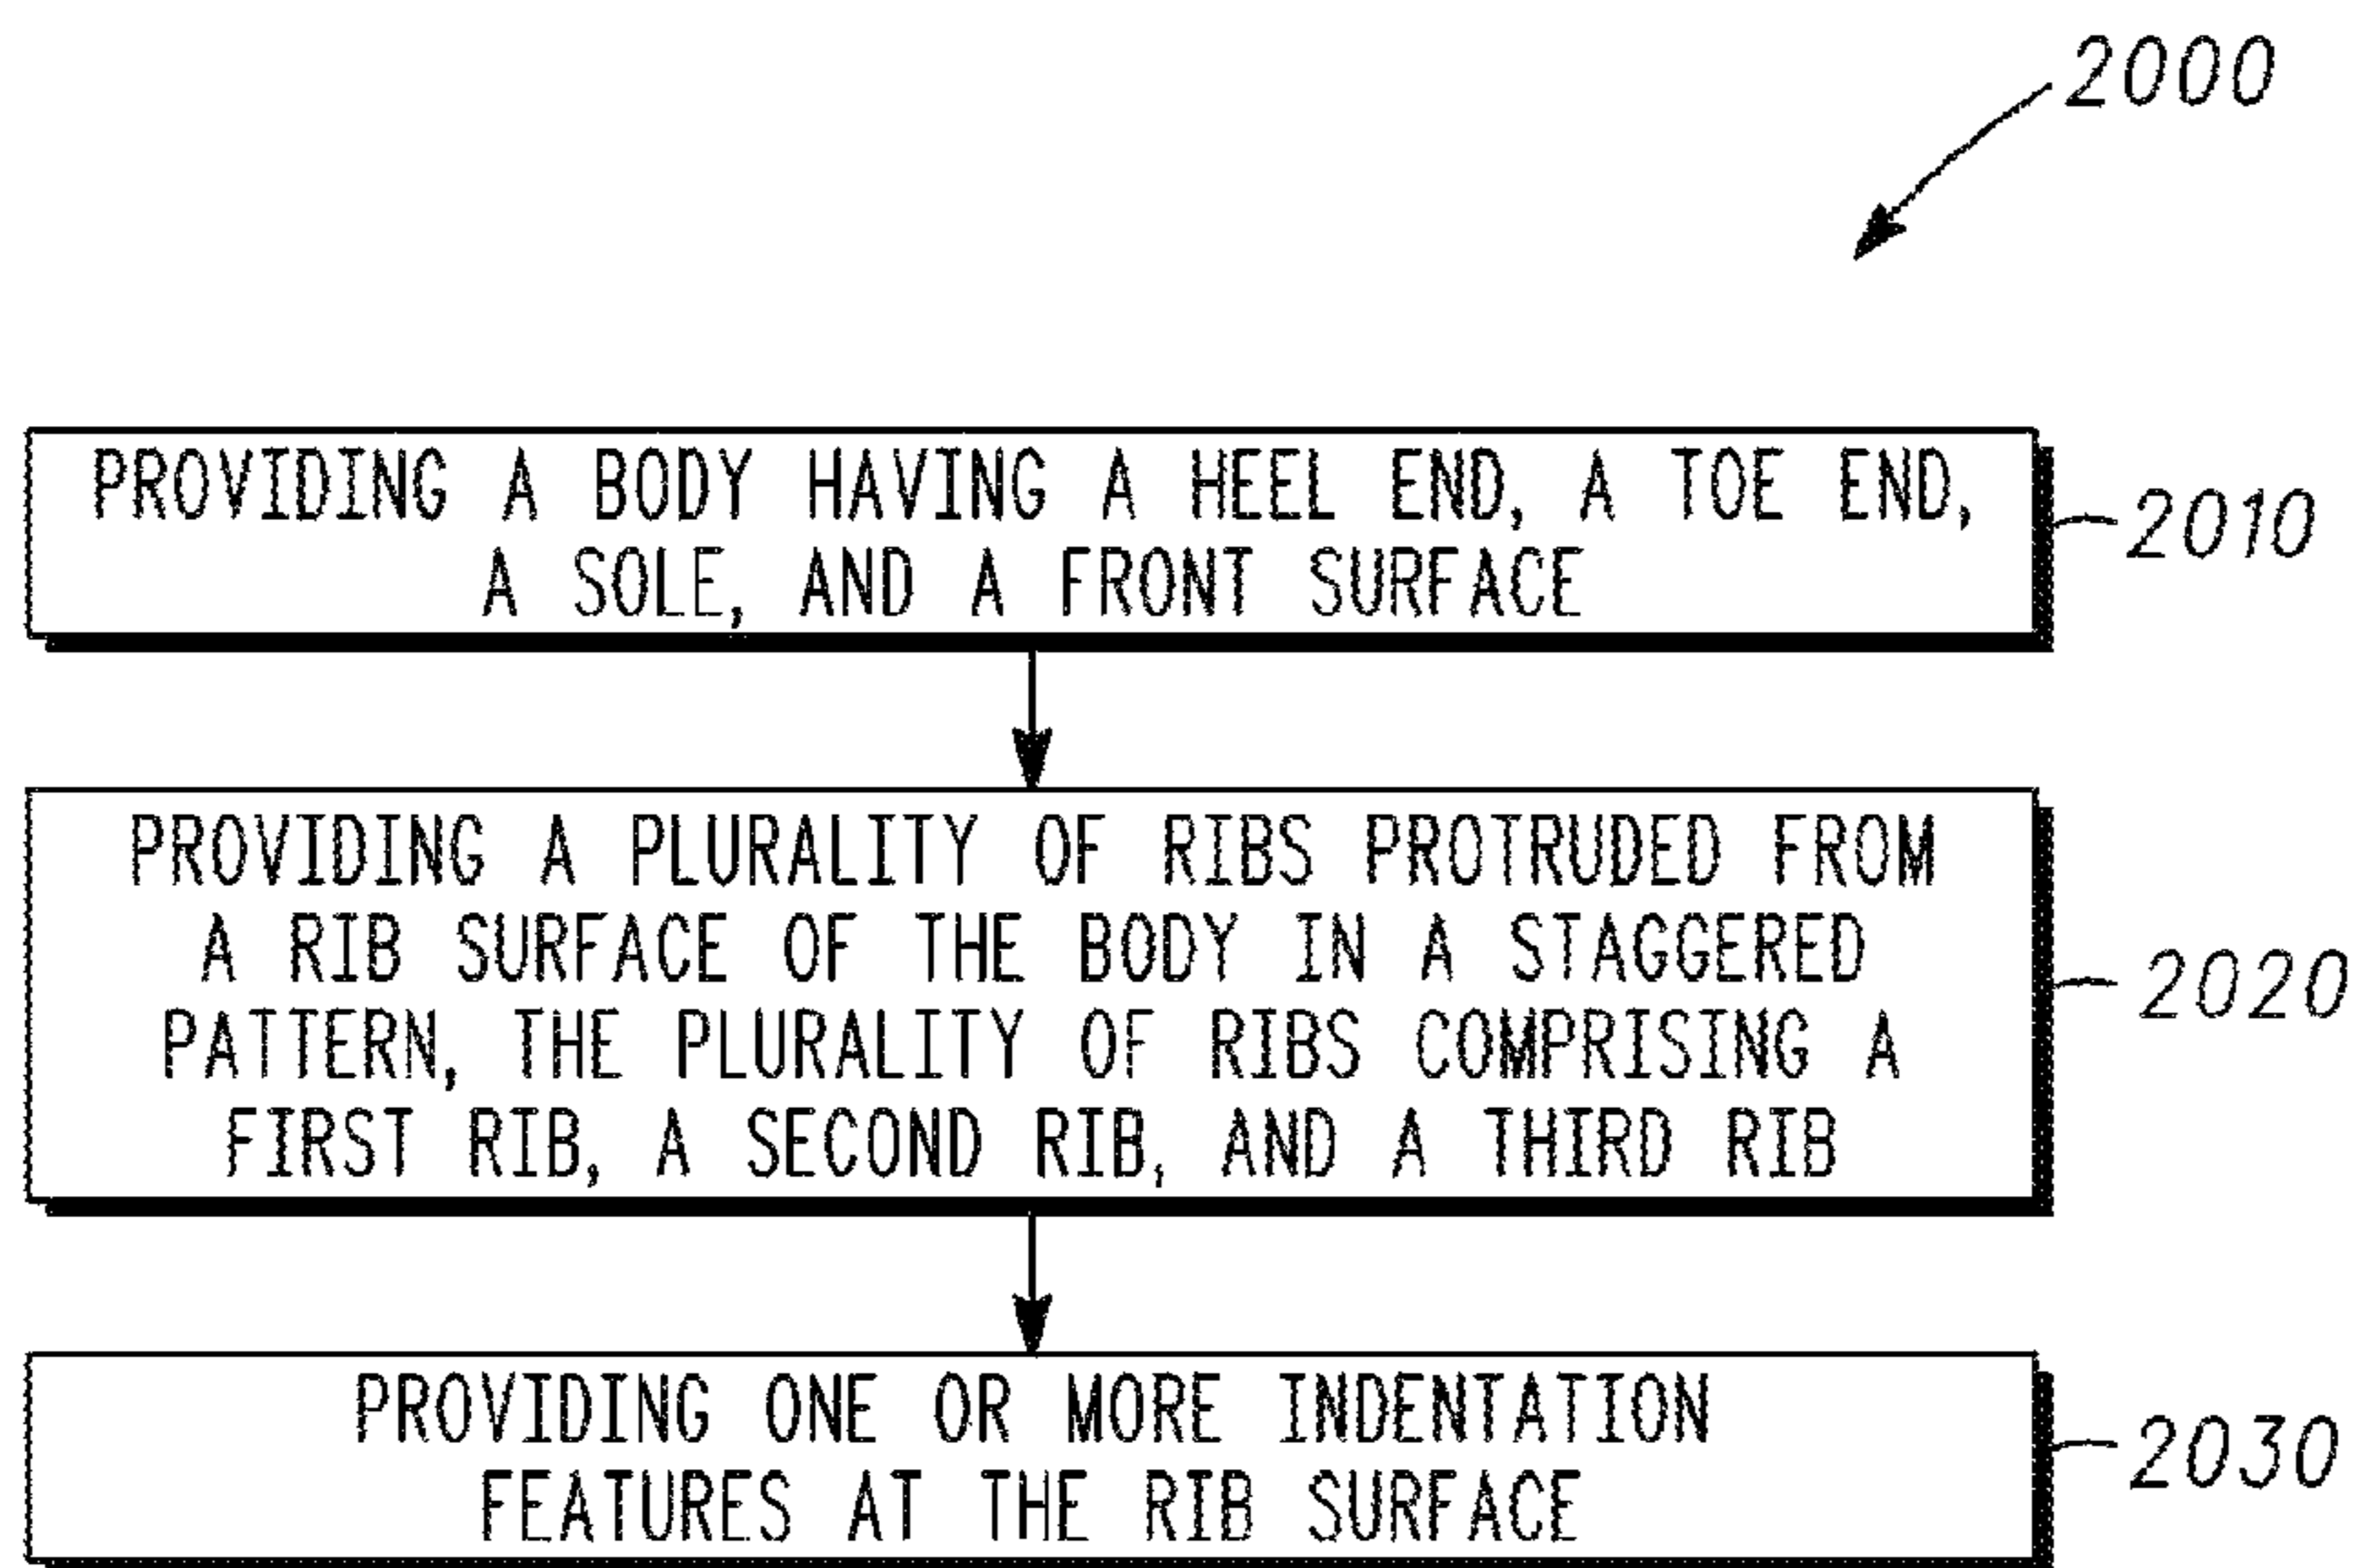 2000
PROVIDING A BODY HAVING A HEEL END, A TOE END,
A SOLE, AND A FRONT SURFACE
2010
PROVIDING A PLURALITY OF RIBS PROTRUDED FROM
A RIB SURFACE OF THE BODY IN A STAGGERED
PATTERN, THE PLURALITY OF RIBS COMPRISING A
FIRST RIB, A SECOND RIB, AND A THIRD RIB
2020
PROVIDING ONE OR MORE INDENTATION
FEATURES AT THE RIB SURFACE
2030